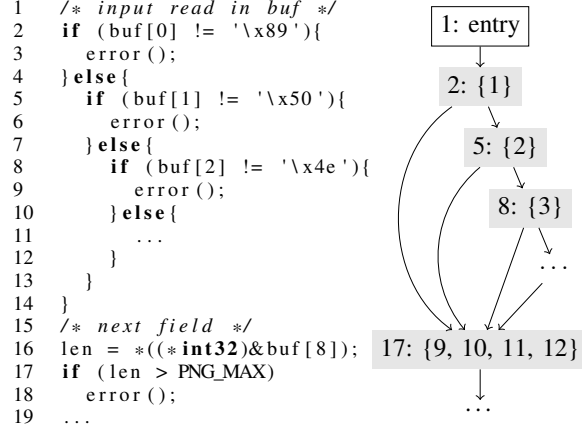 1 /* input read in buf */
2 if (buf[0] != '\x89'){
3 error();
4 }else{
5 if (buf[1] != '\x50'){
6 error();
7 }else{
8 if (buf[2] != '\x4e'){
9 error();
10 }else{
11 ...
12 }
13 }
14 }
15 /* next field */
16 len = *((*int32)&buf[8]);
17 if (len > PNG_MAX)
18 error();
19 ...
1: entry
2: {1}
5: {2}
8: {3}
...
17: {9, 10, 11, 12}
...